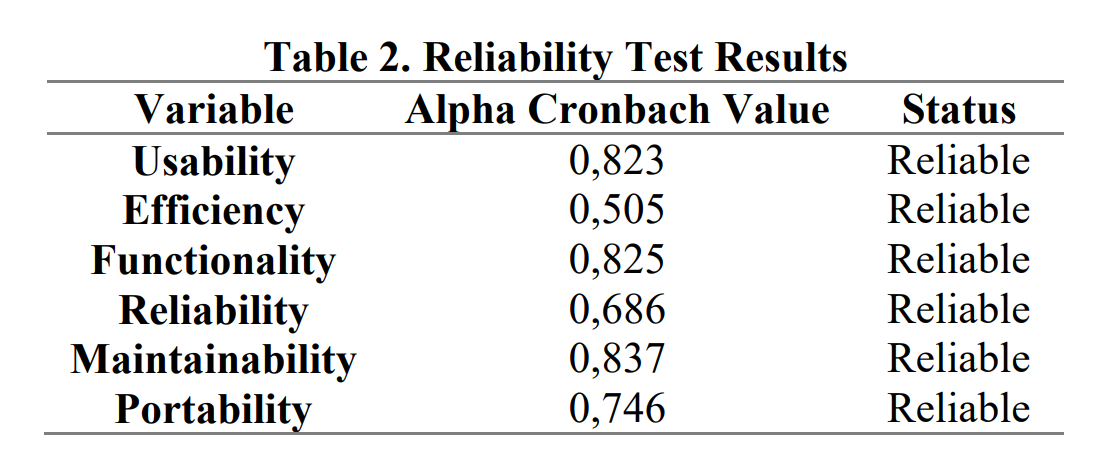 Table 2. Reliability Test Results
Variable Alpha Cronbach Value Status
Usability 0,823 Reliable
Efficiency 0,505 Reliable
Functionality 0,825 Reliable
Reliability 0,686 Reliable
Maintainability 0,837 Reliable
Portability 0,746 Reliable